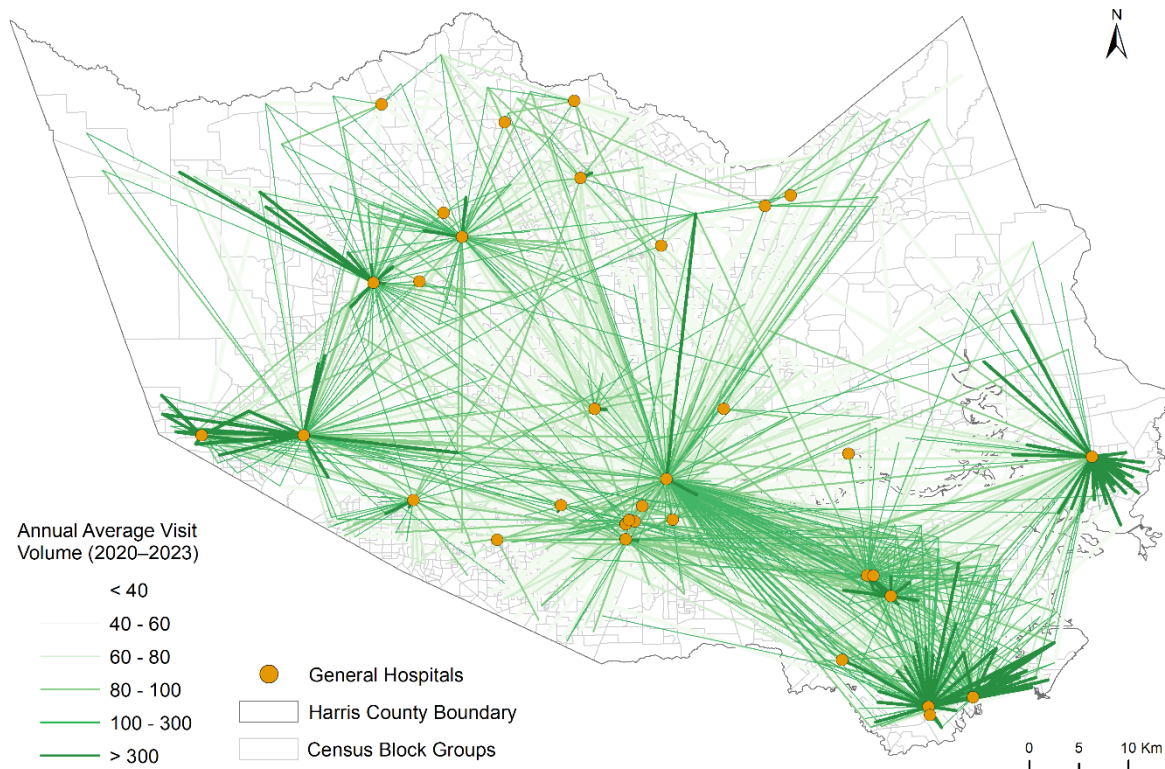 N
Annual Average Visit
Volume (2020–2023)
< 40
40 - 60
60 - 80
80 - 100
100 - 300
> 300
General Hospitals
Harris County Boundary
Census Block Groups
0 5 10 Km